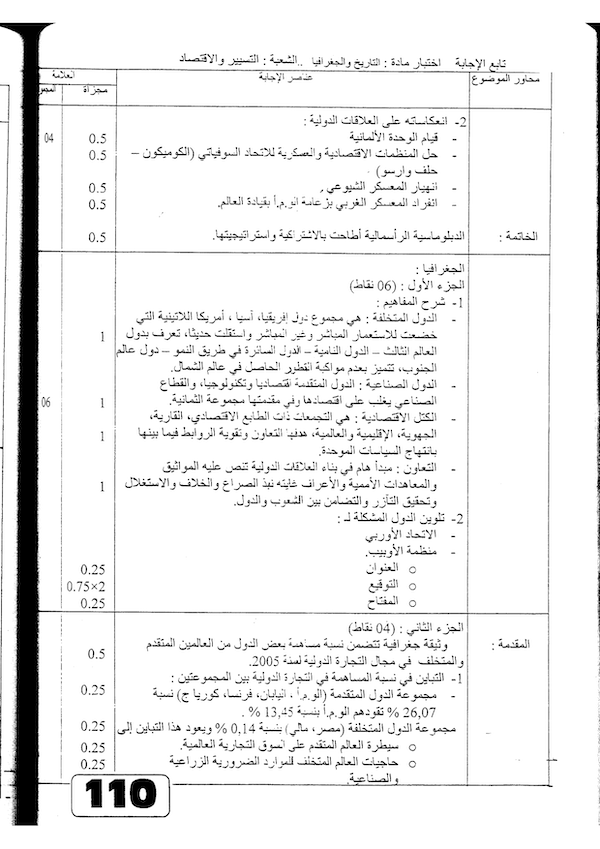 تابع الإجابة اختبار مادة : التاريخ والجغرافيا ..الشعبة : التسيير والاقتصاد
محاور الموضوع عناصر الإجابة العلامة
مجزأة المجمو
2- انعكاساته على العلاقات الدولية :
- قيام الوحدة الألمانية 0.5 04
- حل المنظمات الاقتصادية والعسكرية للاتحاد السوفياتي (الكوميكون – 0.5
حلف وارسو)
- انهيار المعسكر الشيوعي . 0.5
- انفراد المعسكر الغربي بزعامة الو.م.أ بقيادة العالم. 0.5
الخاتمة : الدبلوماسية الرأسمالية أطاحت بالاشتراكية واستراتيجيتها. 0.5
الجغرافيا :
الجزء الأول : (06 نقاط)
1- شرح المفاهيم :
- الدول المتخلفة : هي مجموع دول إفريقيا، آسيا ، أمريكا اللاتينية التي
خضعت للاستعمار المباشر وغير المباشر واستقلت حديثا، تعرف بدول 1
العالم الثالث – الدول النامية – الدول السائرة في طريق النمو – دول عالم
الجنوب، تتميز بعدم مواكبة التطور الحاصل في عالم الشمال.
- الدول الصناعية : الدول المتقدمة اقتصاديا وتكنولوجيا، والقطاع
الصناعي يغلب على اقتصادها وفي مقدمتها مجموعة الثمانية. 1 06
- الكتل الاقتصادية : هي التجمعات ذات الطابع الاقتصادي، القارية،
الجهوية، الإقليمية والعالمية، هدفها التعاون وتقوية الروابط فيما بينها 1
بانتهاج السياسات الموحدة.
- التعاون : مبدأ هام في بناء العلاقات الدولية تنص عليه المواثيق
والمعاهدات الأممية والأعراف غايته نبذ الصراع والخلاف والاستغلال 1
وتحقيق التآزر والتضامن بين الشعوب والدول.
2- تلوين الدول المشكلة لـ :
- الاتحاد الأوربي
- منظمة الأوبيب.
o العنوان 0.25
o التوقيع 0.75×2
o المفتاح 0.25
الجزء الثاني : (04 نقاط)
المقدمة : وثيقة جغرافية تتضمن نسبة مساهمة بعض الدول من العالمين المتقدم 0.5
والمتخلف في مجال التجارة الدولية لسنة 2005.
1- التباين في نسبة المساهمة في التجارة الدولية بين المجموعتين :
- مجموعة الدول المتقدمة (الو.م.أ ، اليابان، فرنسا، كوريا ج) نسبة 0.25
26,07 % تقودهم الو.م.أ بنسبة 13,45 % .
مجموعة الدول المتخلفة (مصر، مالي) بنسبة 0,14 % ويعود هذا التباين إلى 0.25
o سيطرة العالم المتقدم على السوق التجارية العالمية. 0.25
o حاجيات العالم المتخلف للموارد الضرورية الزراعية 0.25
والصناعية.
110